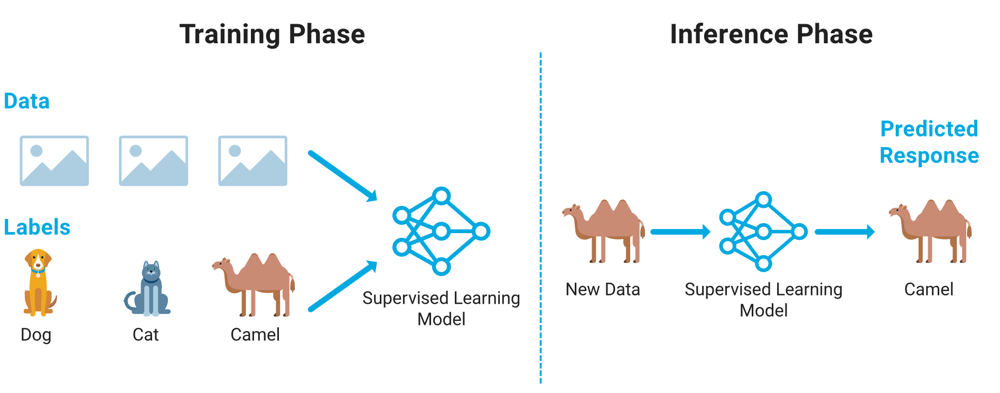 Training Phase
Data
Labels
Dog
Cat
Camel
Supervised Learning
Model
Inference Phase
New Data
Supervised Learning
Model
Predicted
Response
Camel